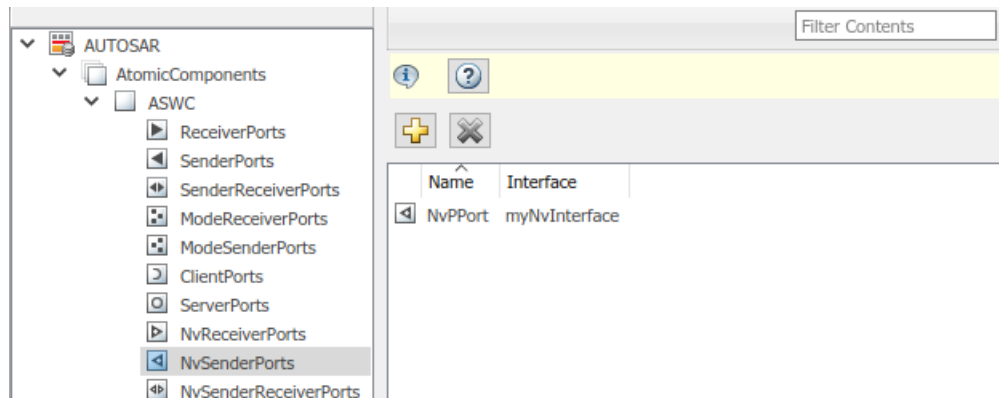 Filter Contents
AUTOSAR
AtomicComponents
ASWC
ReceiverPorts
SenderPorts
SenderReceiverPorts
ModeReceiverPorts
ModeSenderPorts
ClientPorts
ServerPorts
NvReceiverPorts
NvSenderPorts
NvSenderReceiverPorts
Name Interface
NvPPort myNvInterface